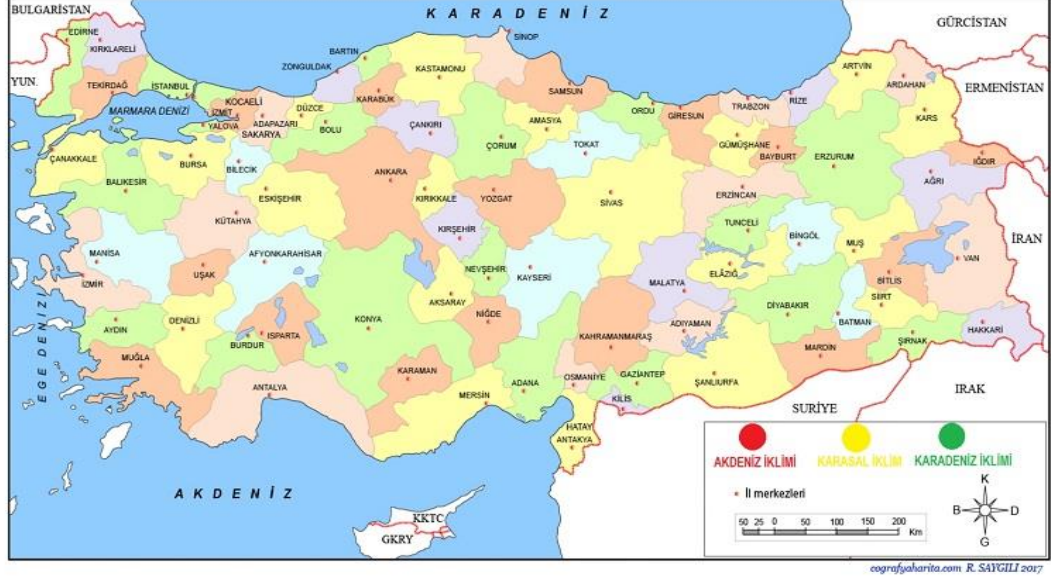 BULGARİSTAN
KARADENİZ
GÜRCİSTAN
EDİRNE
KIRKLARELİ
SİNOP
BARTIN
ZONGULDAK
KASTAMONU
ARTVİN
ARDAHAN
YUN.
TEKİRDAĞ
İSTANBUL
ERMENİSTAN
KARABÜK
SAMSUN
KOCAELİ
İZMİT
DÜZCE
ORDU
GİRESUN
TRABZON
RİZE
KARS
MARMARA DENİZİ
YALOVA
ADAPAZARI
SAKARYA
BOLU
ÇANKIRI
AMASYA
ÇORUM
TOKAT
GÜMÜŞHANE
BAYBURT
ERZURUM
IĞDIR
ÇANAKKALE
BURSA
BİLECİK
ANKARA
AĞRI
BALIKESİR
ESKİŞEHİR
KIRIKKALE
YOZGAT
SİVAS
ERZİNCAN
KÜTAHYA
KIRŞEHİR
TUNCELİ
BİNGÖL
MUŞ
İRAN
MANİSA
AFYONKARAHİSAR
VAN
UŞAK
NEVŞEHİR
KAYSERİ
ELAZIĞ
BİTLİS
İZMİR
MALATYA
SİİRT
AKSARAY
DİYABAKIR
EGE DENİZİ
AYDIN
DENİZLİ
KONYA
NİĞDE
ADIYAMAN
BATMAN
HAKKARİ
BURDUR
ISPARTA
KAHRAMANMARAŞ
MARDİN
ŞIRNAK
MUĞLA
KARAMAN
OSMANİYE
GAZİANTEP
ŞANLIURFA
ANTALYA
MERSİN
ADANA
KİLİS
IRAK
SURİYE
HATAY
ANTAKYA
AKDENİZ İKLİMİ
KARASAL İKLİM
KARADENİZ İKLİMİ
AKDENİZ
İl merkezleri
K
B
D
G
KKTC
GKRY
50 25 0 50 100 150 200
Km
cografyaharita.com R. SAYGILI 2017